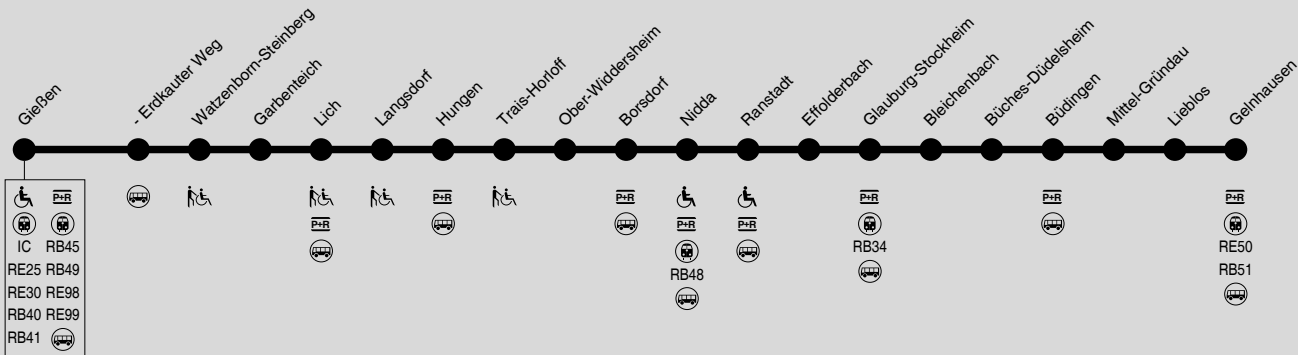 Gießen
- Erdkauter Weg
Watzenborn-Steinberg
Garbenteich
Lich
Langsdorf
Hungen
Trais-Horloff
Ober-Widdersheim
Borsdorf
Nidda
Ranstadt
Effolderbach
Glauburg-Stockheim
Bleichenbach
Büches-Düdelsheim
Büdingen
Mittel-Gründau
Lieblos
Gelnhausen
P+R
IC RB45
RE25 RB49
RE30 RE98
RB40 RE99
RB41
P+R
P+R
P+R
P+R
RB48
P+R
P+R
RB34
P+R
P+R
RE50
RB51